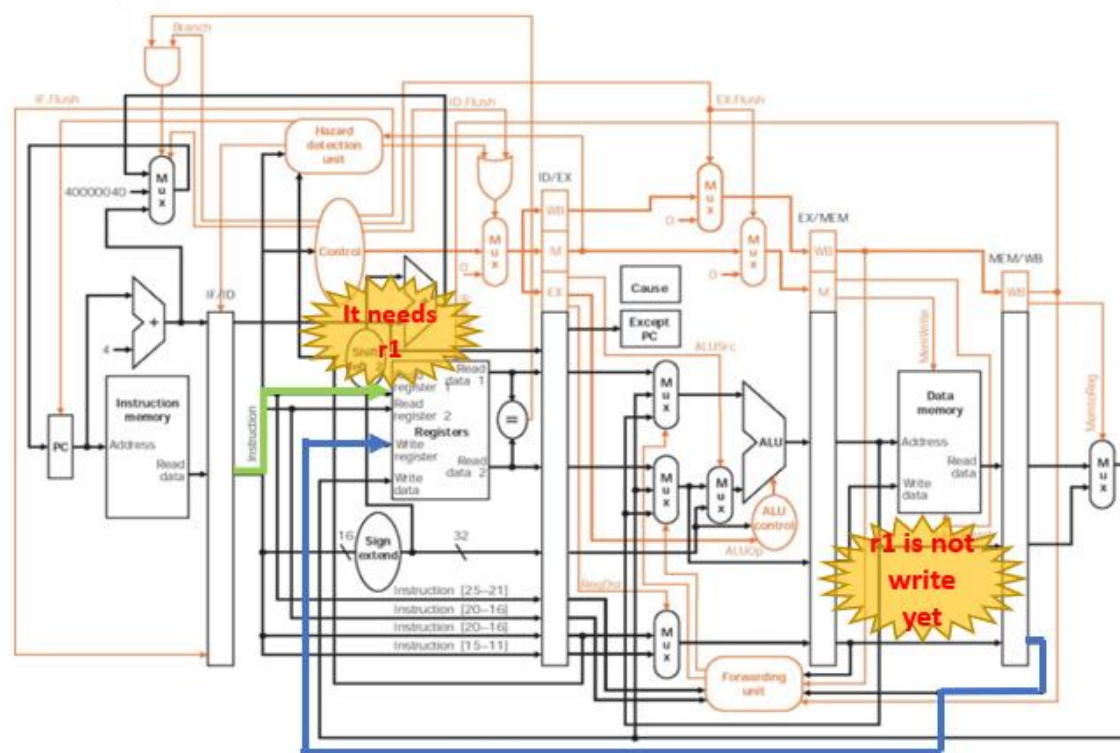 Branch
IF.Flush
ID.Flush
EX.Flush
Hazard
detection
unit
M
u
x
40000040
ID/EX
WB
M
u
x
0
EX/MEM
Control
M
u
x
0
M
M
u
x
0
WB
MEM/WB
IF/ID
EX
Cause
M
WB
It needs
r1
Except
PC
+
4
Shift
ALUSrc
MemWrite
MemtoReg
Read
data 1
register 1
Read
register 2
Registers
Write
register
Write
data
Read
data 2
=
Instruction
memory
Address
Read
data
PC
Instruction
M
u
x
M
u
x
M
u
x
ALU
ALU
control
ALUOp
Data
memory
Address
Read
data
Write
data
M
u
x
16
Sign
extend
32
r1 is not
write
yet
RegDst
Instruction [25–21]
Instruction [20–16]
Instruction [20–16]
Instruction [15–11]
M
u
x
Forwarding
unit